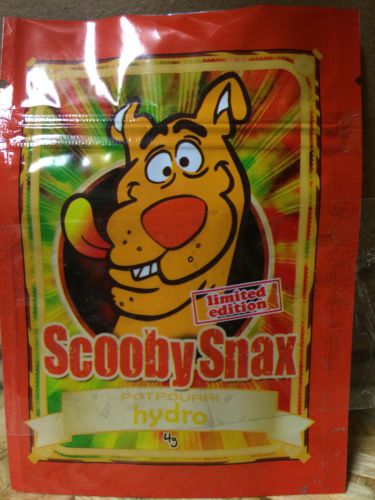 limited
edition
Scooby Snax
POTPOURRI
hydro
4g